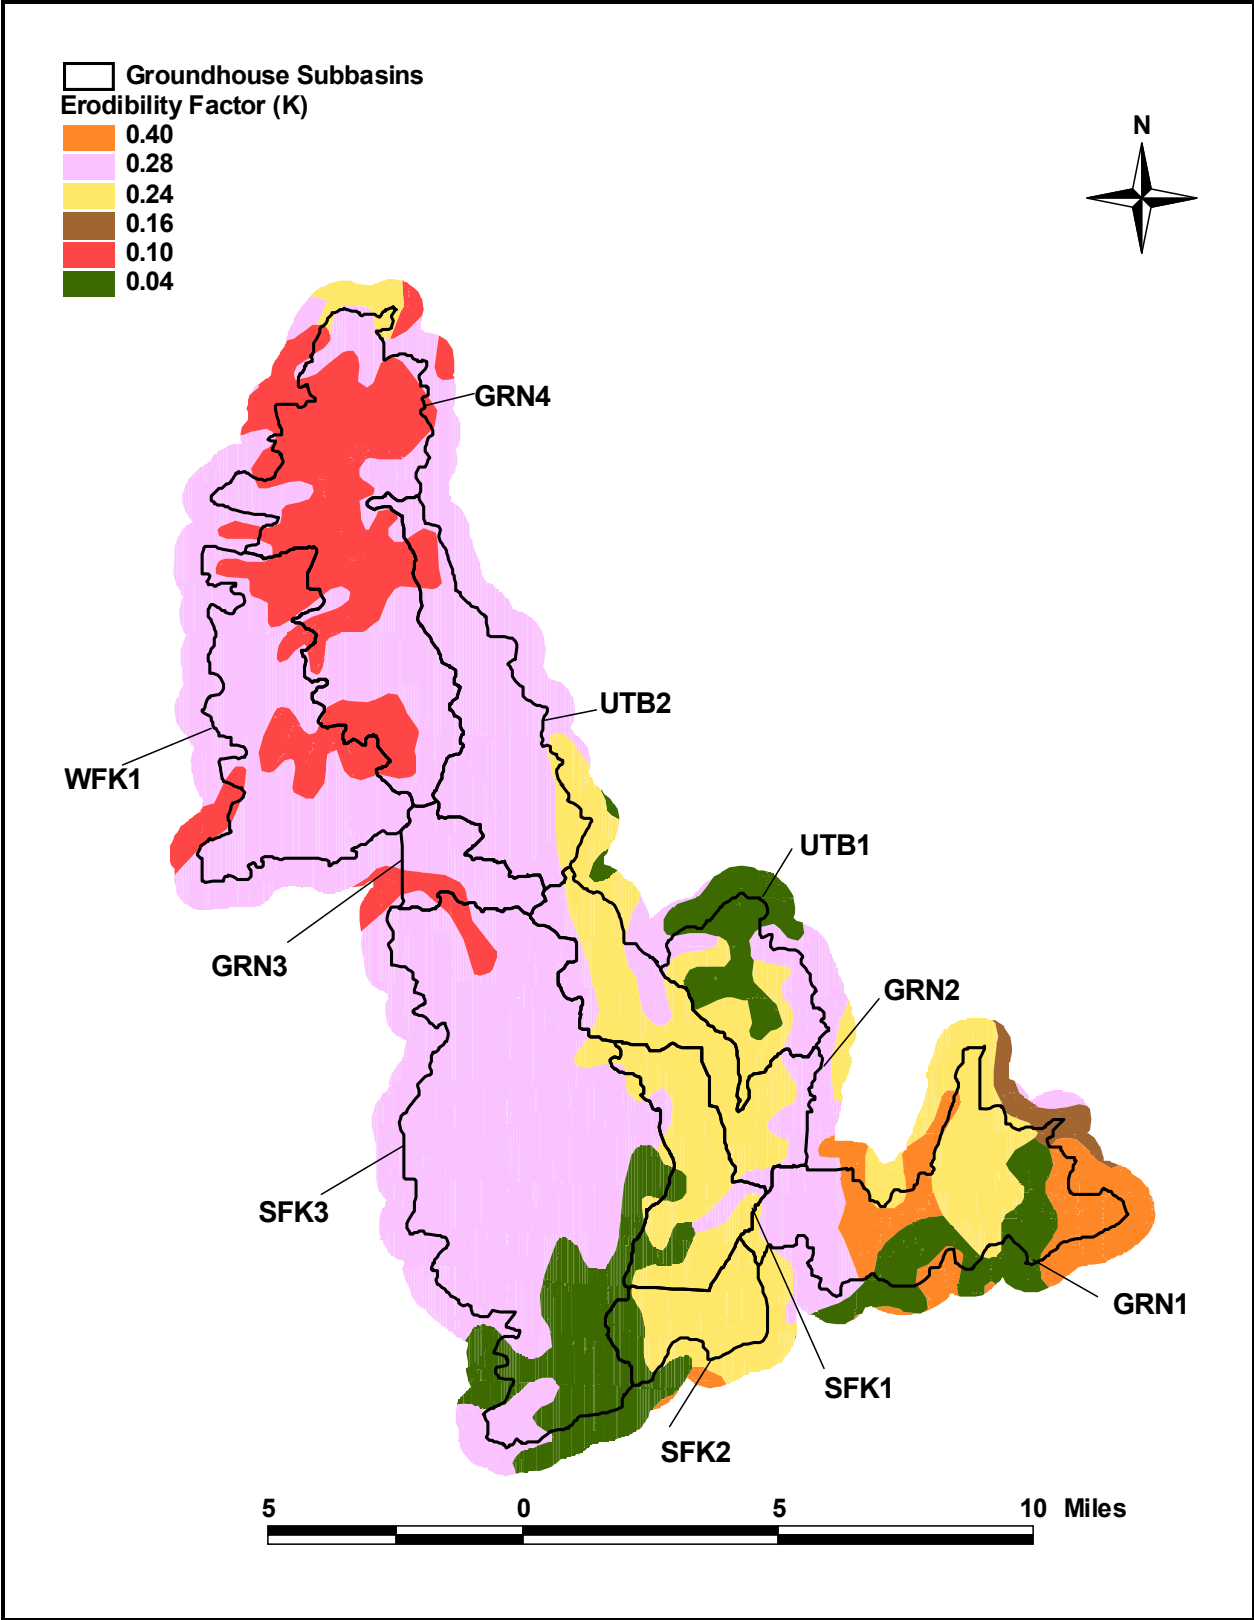 Groundhouse Subbasins
Erodibility Factor (K)
0.40
0.28
0.24
0.16
0.10
0.04
N
GRN4
UTB2
WFK1
UTB1
GRN3
GRN2
SFK3
GRN1
SFK1
SFK2
5 0 5 10 Miles